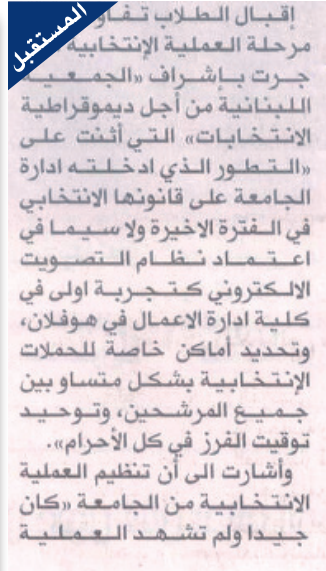 المستقبل
إقبال الطلاب
مرحلة العملية الإنتخابية
جرت بإشراف «الجمعية
اللبنانية من أجل ديموقراطية
الانتخابات» التي أثنت على
«التطور الذي ادخلته ادارة
الجامعة على قانونها الانتخابي
في الفترة الاخيرة ولا سيما في
اعتماد نظام التصويت
الالكتروني كتجربة اولى في
كلية ادارة الاعمال في هوفلان،
وتحديد أماكن خاصة للحملات
الإنتخابية بشكل متساو بين
جميع المرشحين، وتوحيد
توقيت الفرز في كل الأحرام».
وأشارت الى أن تنظيم العملية
الانتخابية من الجامعة «كان
جيدا ولم تشهد العملية